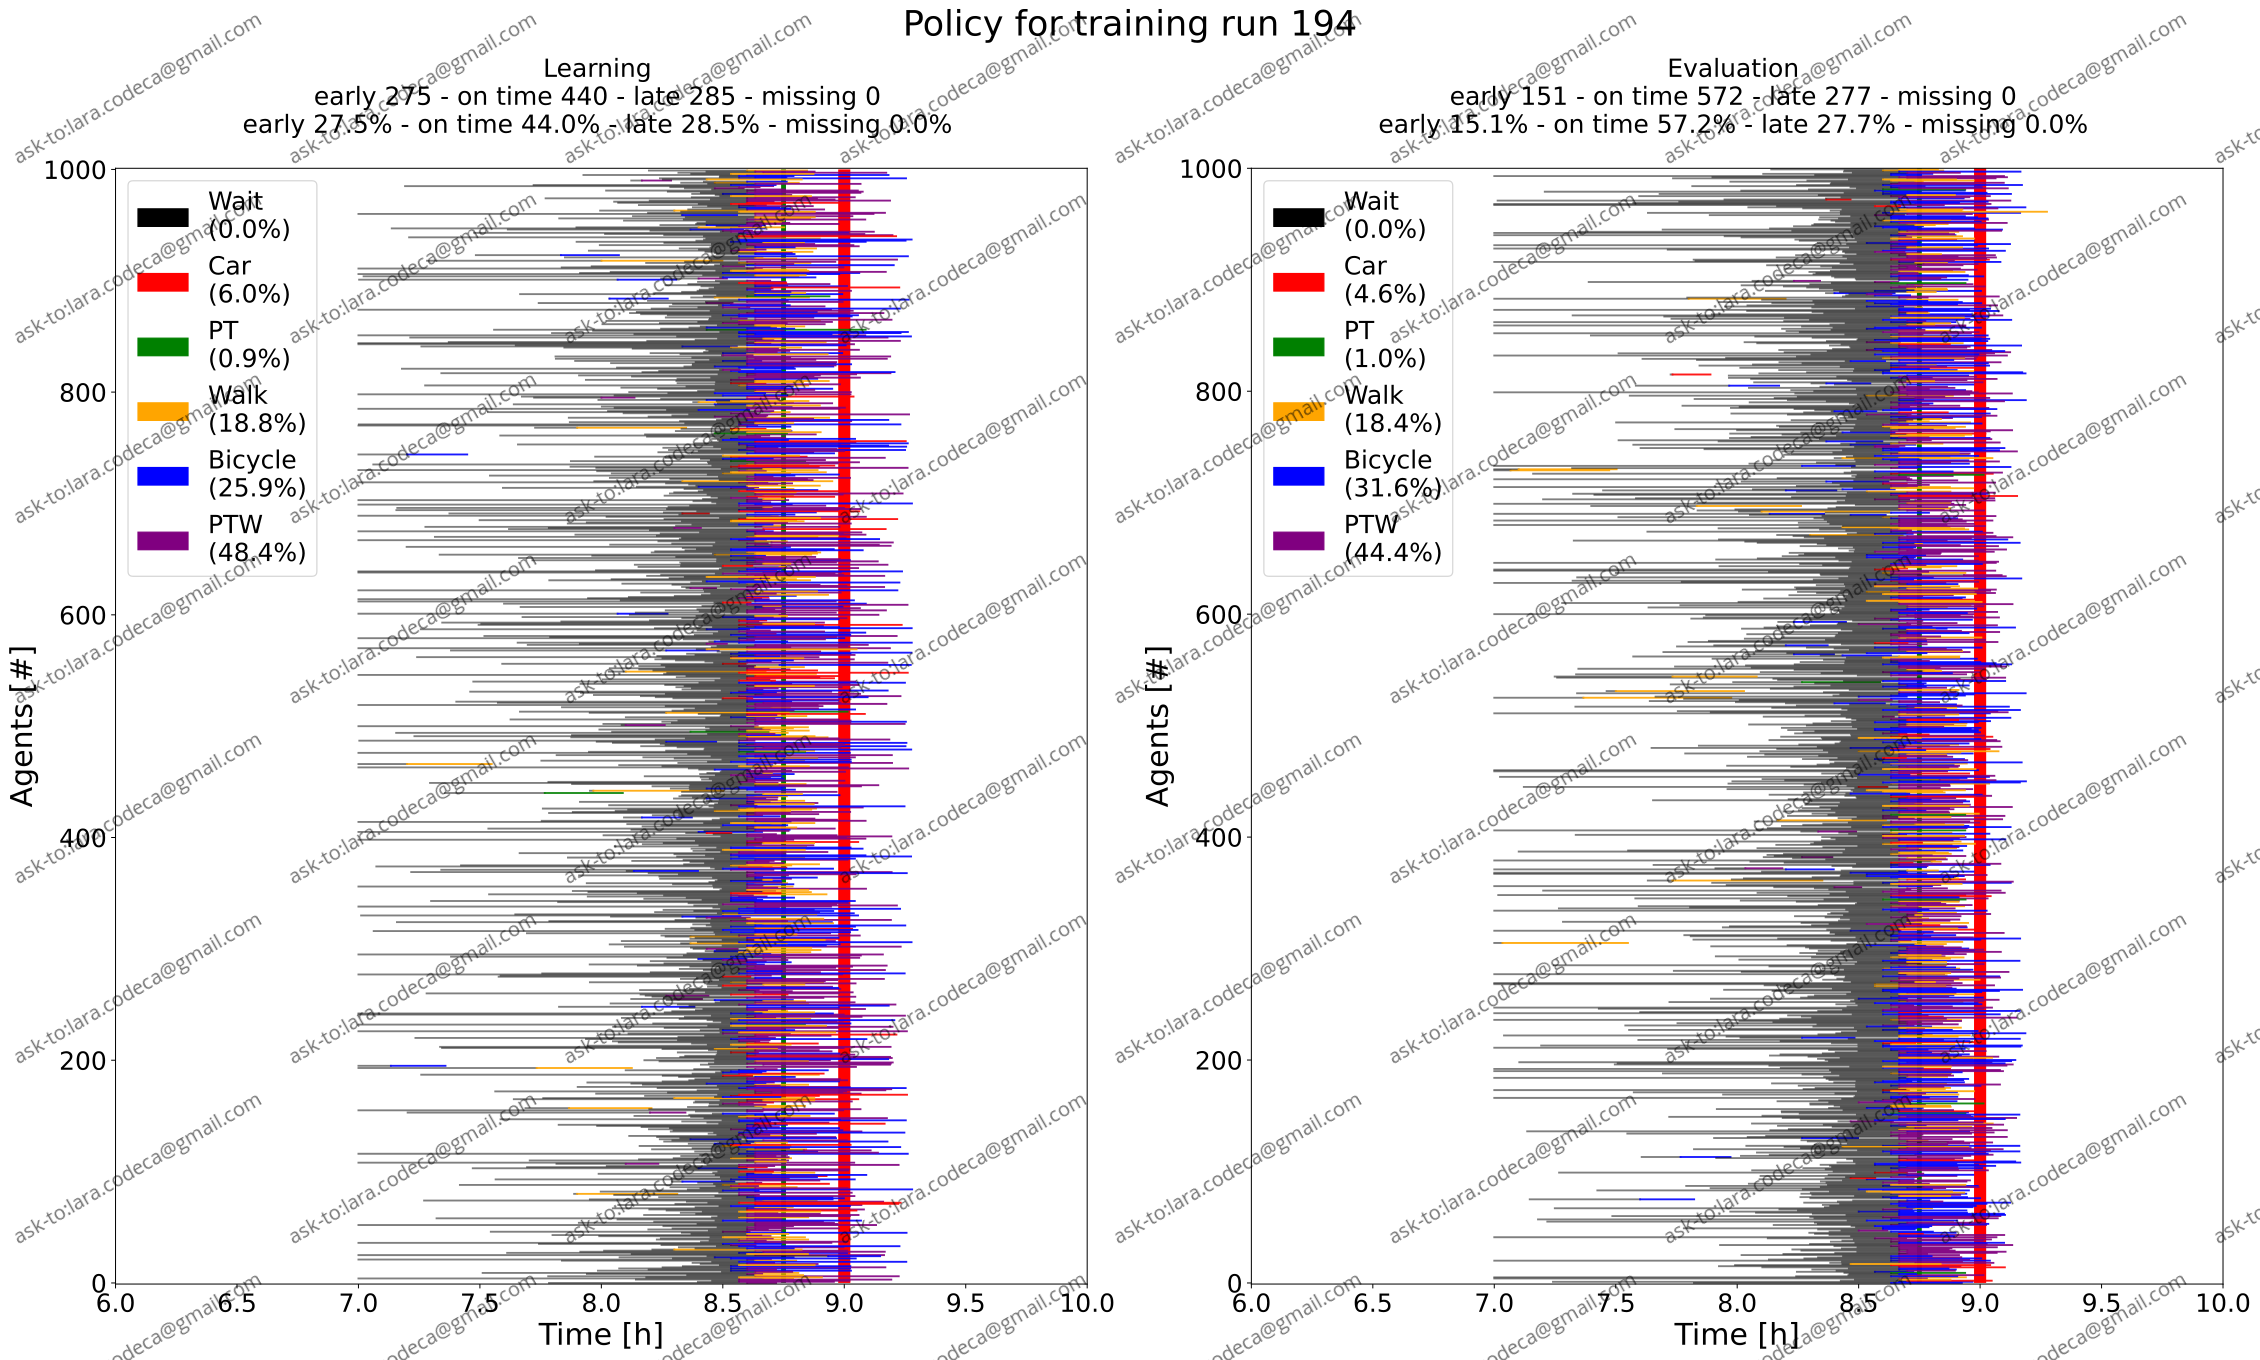 Policy for training run 194
Learning
early 275 - on time 440 - late 285 - missing 0
early 27.5% - on time 44.0% - late 28.5% - missing 0.0%
1000
800
600
400
200
0
Agents [#]
Wait
(0.0%)
Car
(6.0%)
PT
(0.9%)
Walk
(18.8%)
Bicycle
(25.9%)
PTW
(48.4%)
6.0 6.5 7.0 7.5 8.0 8.5 9.0 9.5 10.0
Time [h]
Evaluation
early 151 - on time 572 - late 277 - missing 0
early 15.1% - on time 57.2% - late 27.7% - missing 0.0%
1000
800
600
400
200
0
Agents [#]
Wait
(0.0%)
Car
(4.6%)
PT
(1.0%)
Walk
(18.4%)
Bicycle
(31.6%)
PTW
(44.4%)
6.0 6.5 7.0 7.5 8.0 8.5 9.0 9.5 10.0
Time [h]
ask-to:lara.codeca@gmail.com